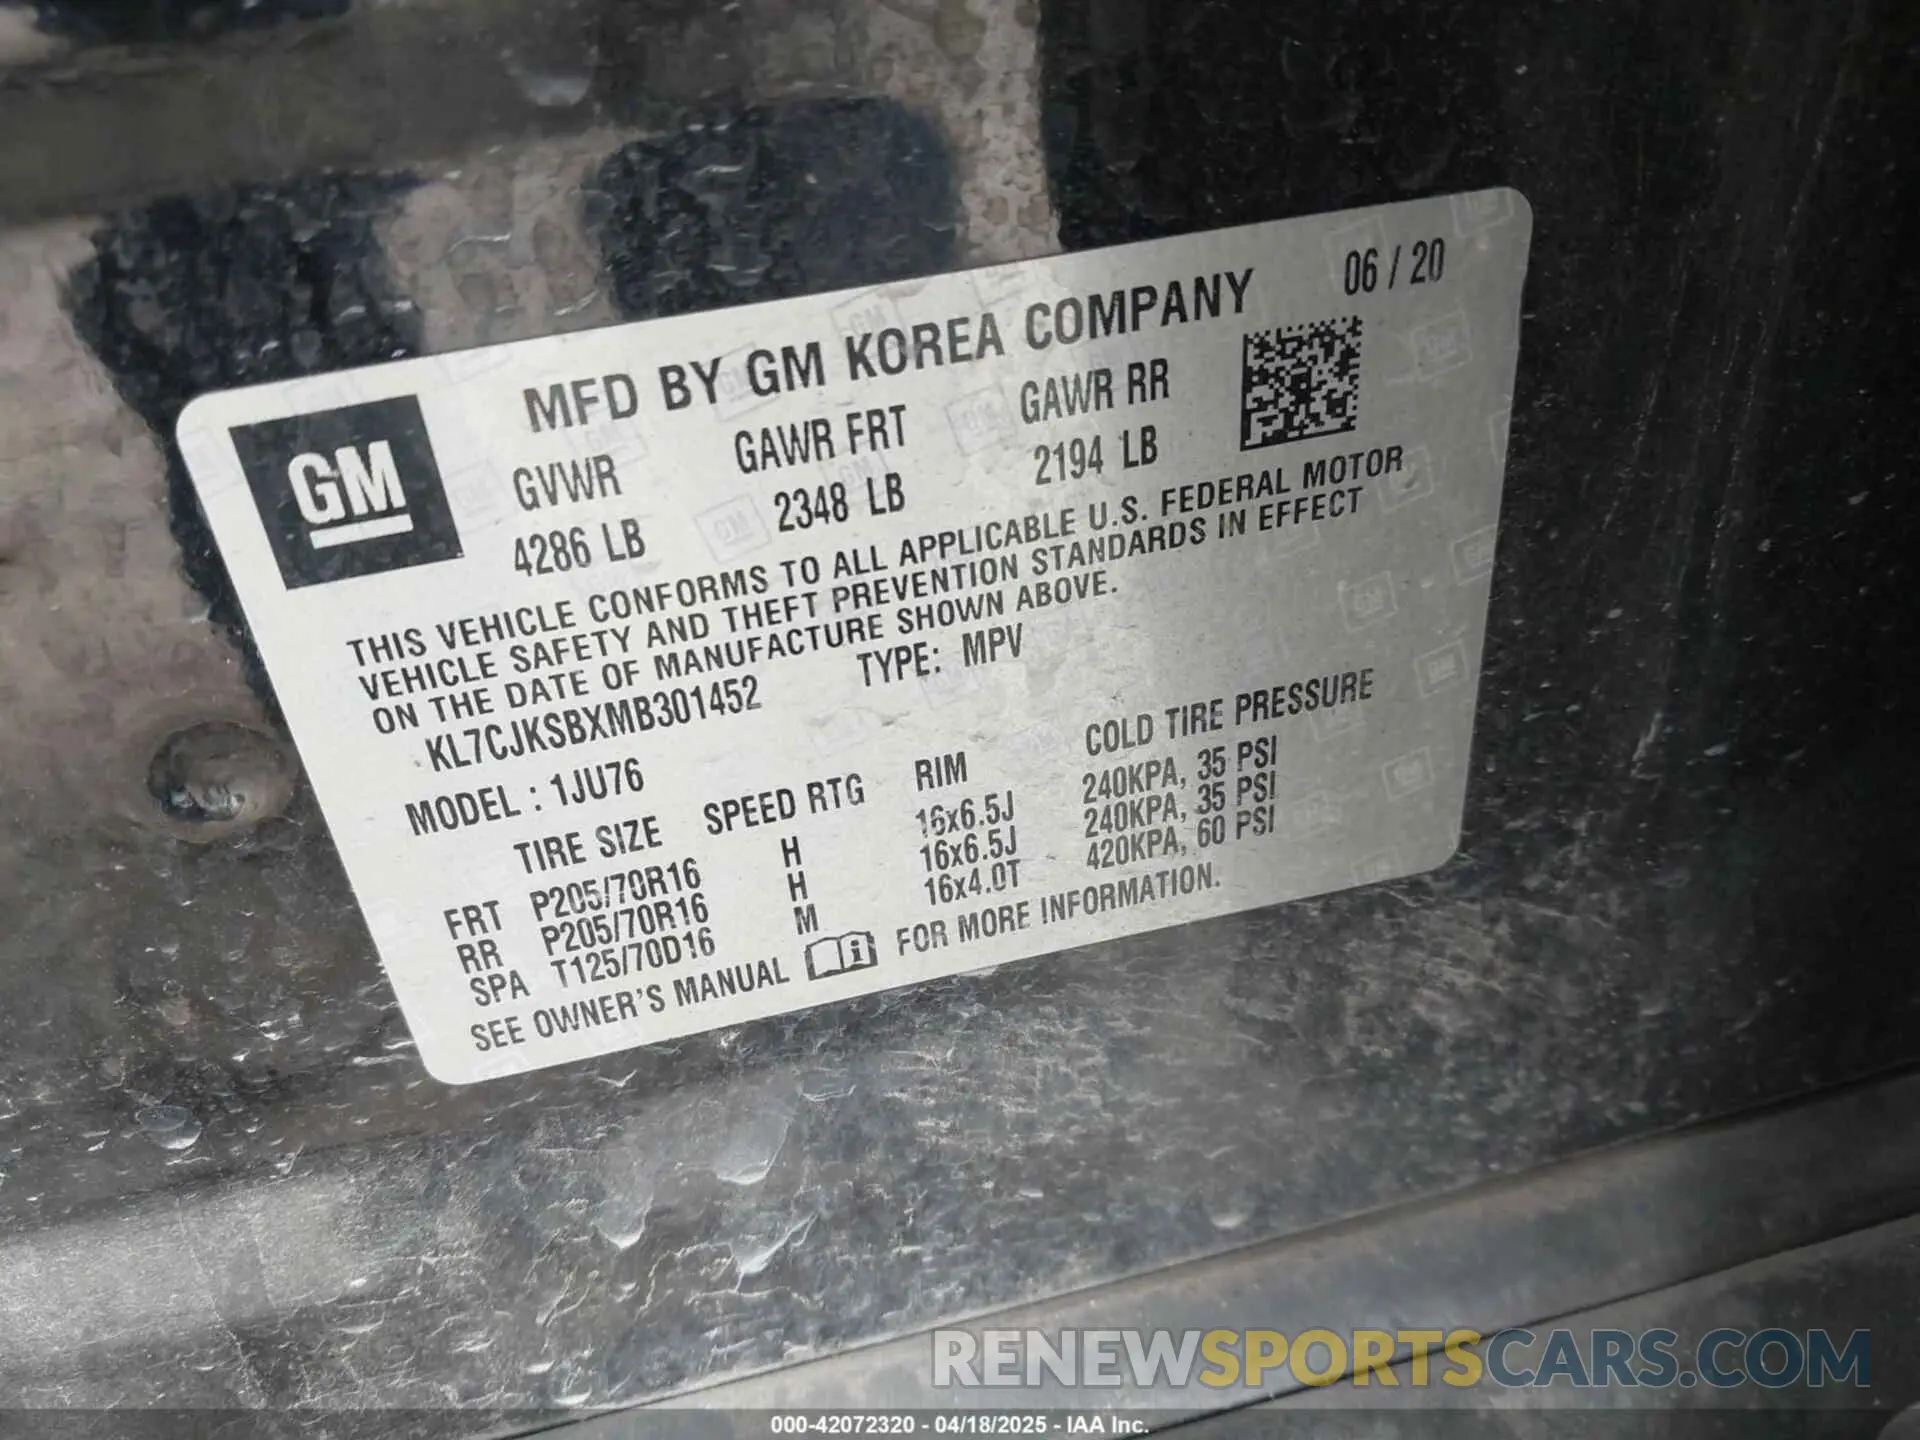 MFD BY GM KOREA COMPANY 06 / 20
GM
GVWR GAWR FRT GAWR RR
4286 LB 2348 LB 2194 LB
THIS VEHICLE CONFORMS TO ALL APPLICABLE U.S. FEDERAL MOTOR
VEHICLE SAFETY AND THEFT PREVENTION STANDARDS IN EFFECT
ON THE DATE OF MANUFACTURE SHOWN ABOVE.
KL7CJKSBXMB301452 TYPE: MPV
MODEL : 1JU76
TIRE SIZE SPEED RTG RIM COLD TIRE PRESSURE
FRT P205/70R16 H 16x6.5J 240KPA, 35 PSI
RR P205/70R16 H 16x6.5J 240KPA, 35 PSI
SPA T125/70D16 M 16x4.0T 420KPA, 60 PSI
SEE OWNER'S MANUAL FOR MORE INFORMATION.
RENEWSPORTSCARS.COM
000-42072320 - 04/18/2025 - IAA Inc.